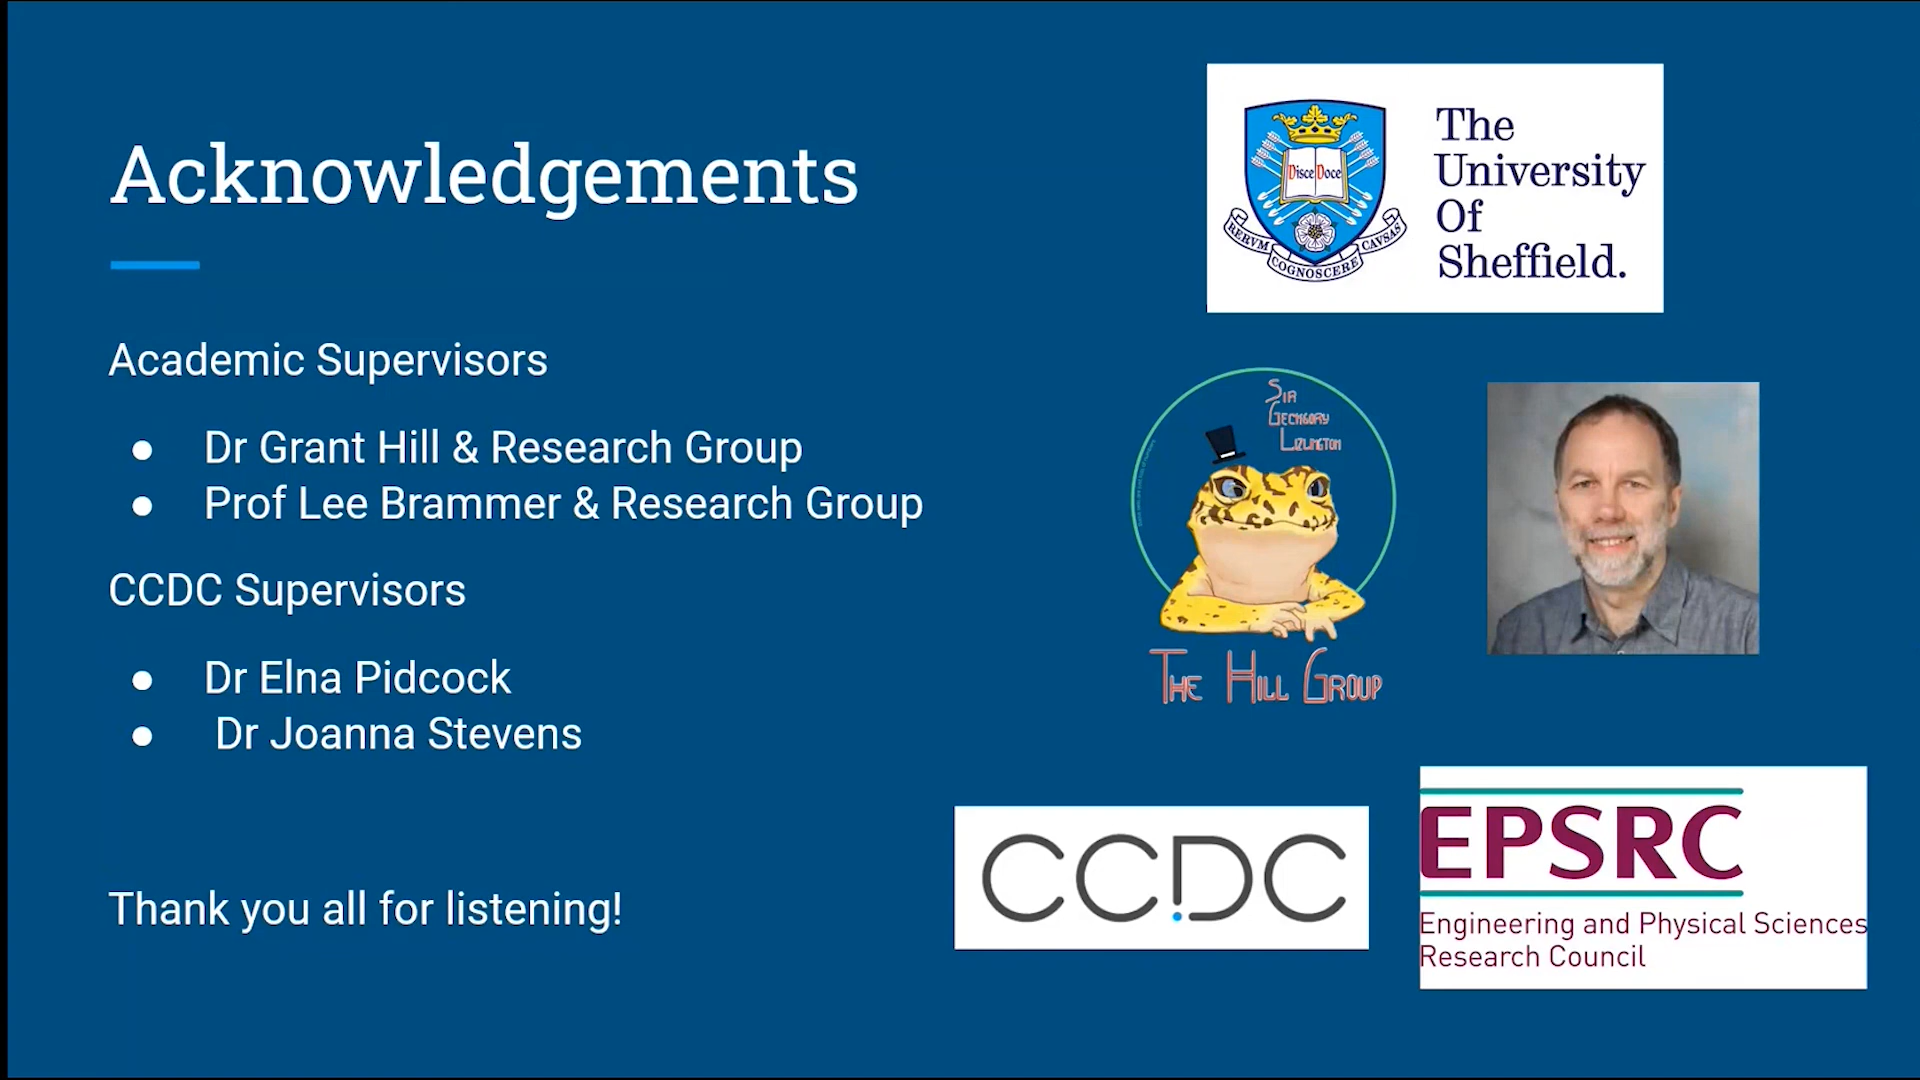 Acknowledgements
Academic Supervisors
● Dr Grant Hill & Research Group
● Prof Lee Brammer & Research Group
CCDC Supervisors
● Dr Elna Pidcock
● Dr Joanna Stevens
Thank you all for listening!
Disce Doce
RERVM COGNOSCERE CAVSAS
The
University
Of
Sheffield.
Sir
Geckgory
Lizlington
The Hill Group
CCDC
EPSRC
Engineering and Physical Sciences
Research Council